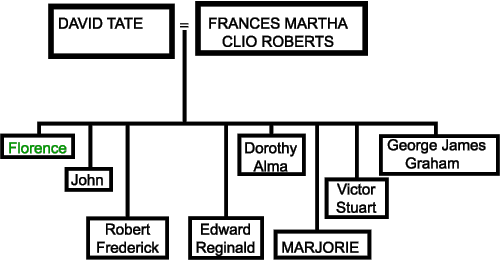 DAVID TATE
=
FRANCES MARTHA
CLIO ROBERTS
Florence
John
Robert
Frederick
Edward
Reginald
Dorothy
Alma
MARJORIE
Victor
Stuart
George James
Graham